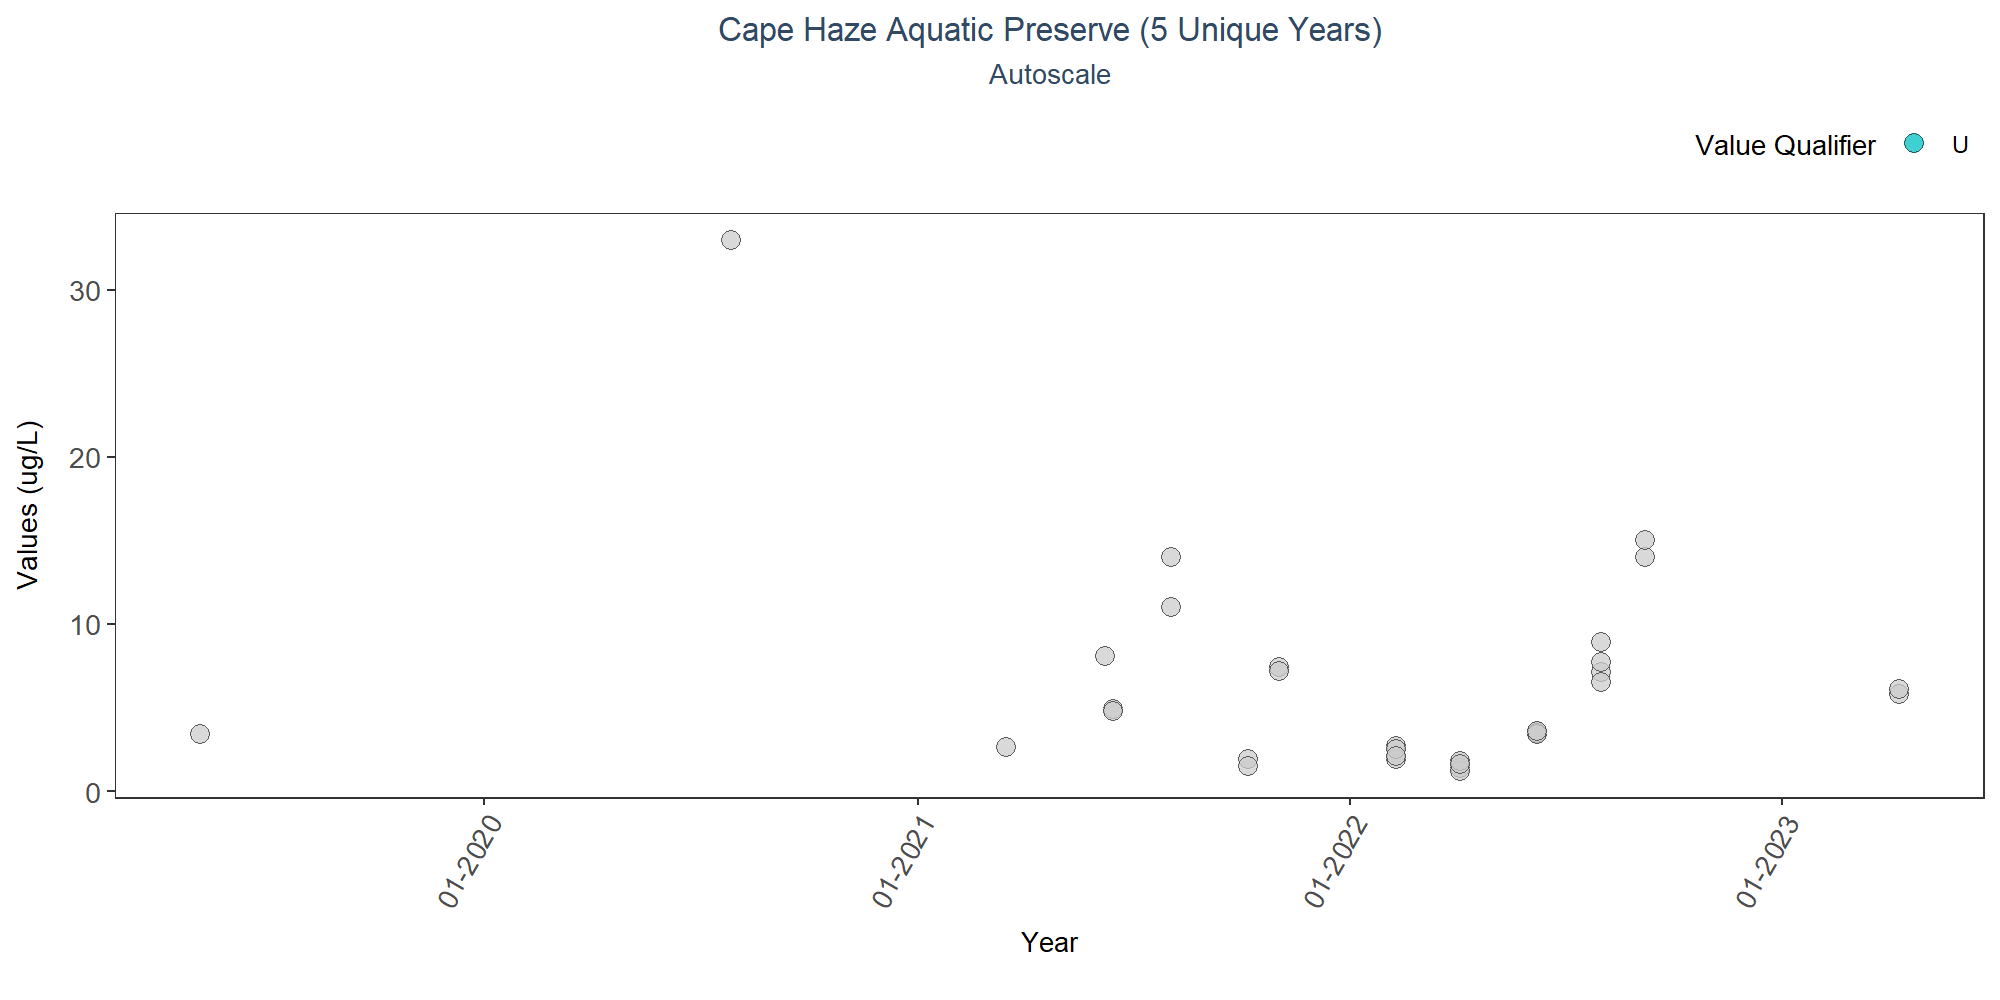 Cape Haze Aquatic Preserve (5 Unique Years)
Autoscale
Value Qualifier U
30
20
10
0
Values (ug/L)
01-2020
01-2021
01-2022
01-2023
Year